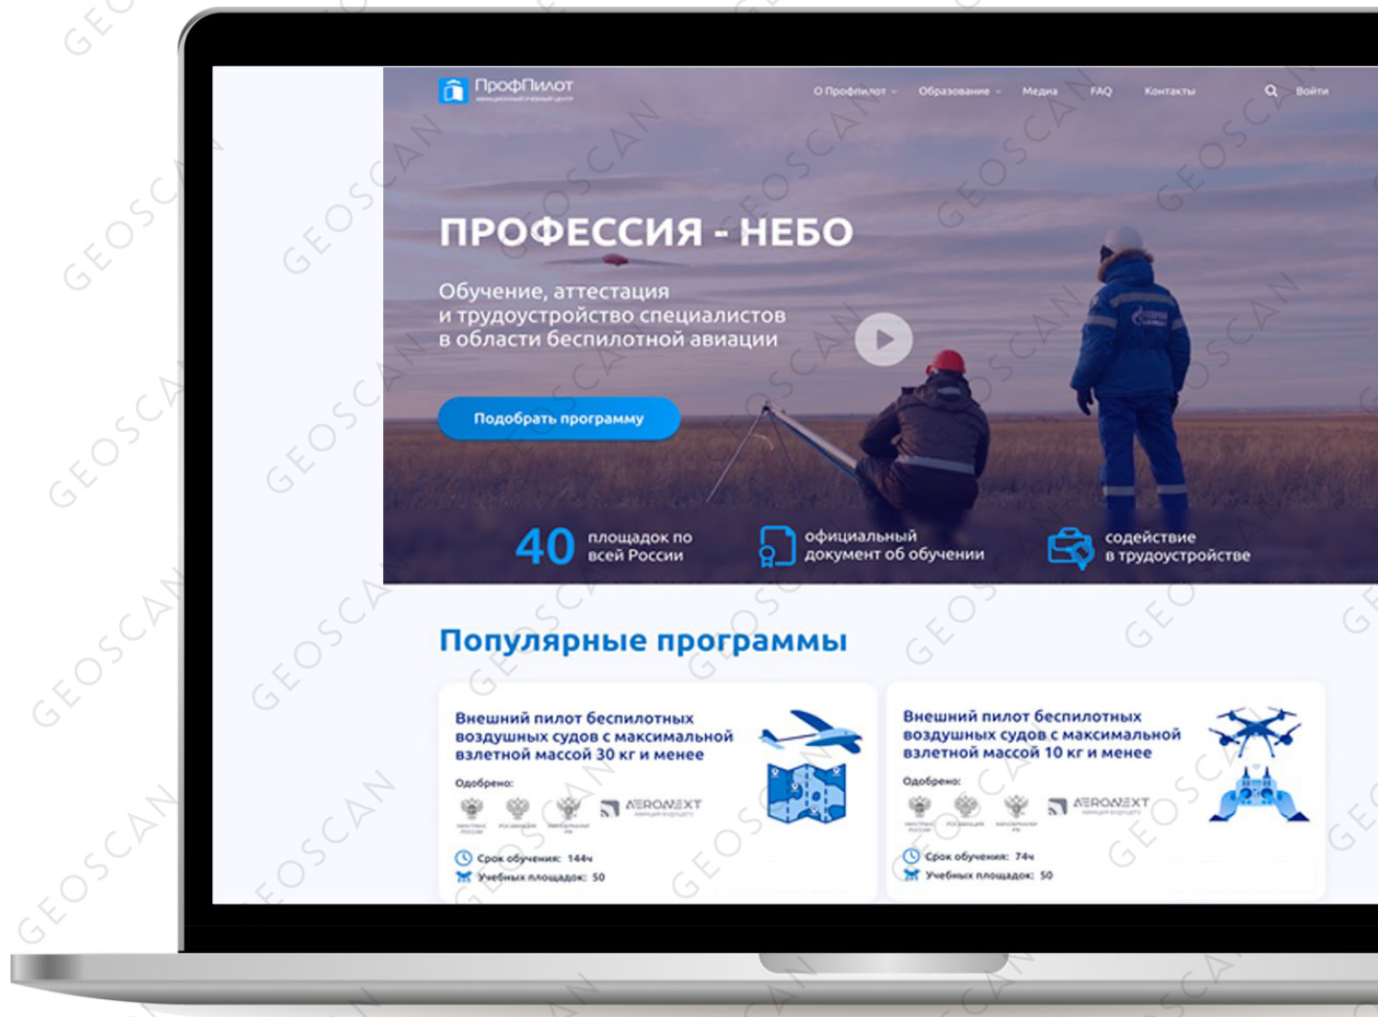 ПрофПилот
АВИАЦИОННЫЙ УЧЕБНЫЙ ЦЕНТР
О Профпилот
Образование
Медиа
FAQ
Контакты
Войти
ПРОФЕССИЯ - НЕБО
Обучение, аттестация
и трудоустройство специалистов
в области беспилотной авиации
Подобрать программу
40
площадок по
всей России
официальный
документ об обучении
содействие
в трудоустройстве
Популярные программы
Внешний пилот беспилотных
воздушных судов с максимальной
взлетной массой 30 кг и менее
Одобрено:
AERONEXT
Срок обучения: 144ч
Учебных площадок: 50
Внешний пилот беспилотных
воздушных судов с максимальной
взлетной массой 10 кг и менее
Одобрено:
AERONEXT
Срок обучения: 74ч
Учебных площадок: 50
GEOSCAN